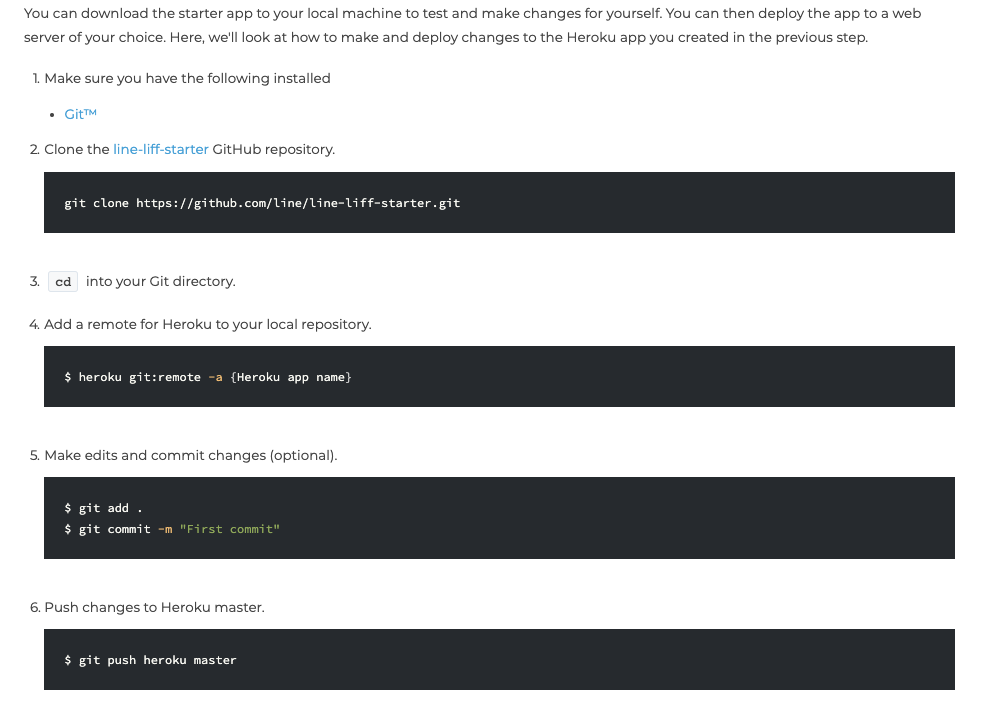 You can download the starter app to your local machine to test and make changes for yourself. You can then deploy the app to a web
server of your choice. Here, we'll look at how to make and deploy changes to the Heroku app you created in the previous step.
1. Make sure you have the following installed
• Git™
2. Clone the line-liff-starter GitHub repository.
git clone https://github.com/line/line-liff-starter.git
3. cd into your Git directory.
4. Add a remote for Heroku to your local repository.
$ heroku git:remote -a {Heroku app name}
5. Make edits and commit changes (optional).
$ git add .
$ git commit -m "First commit"
6. Push changes to Heroku master.
$ git push heroku master